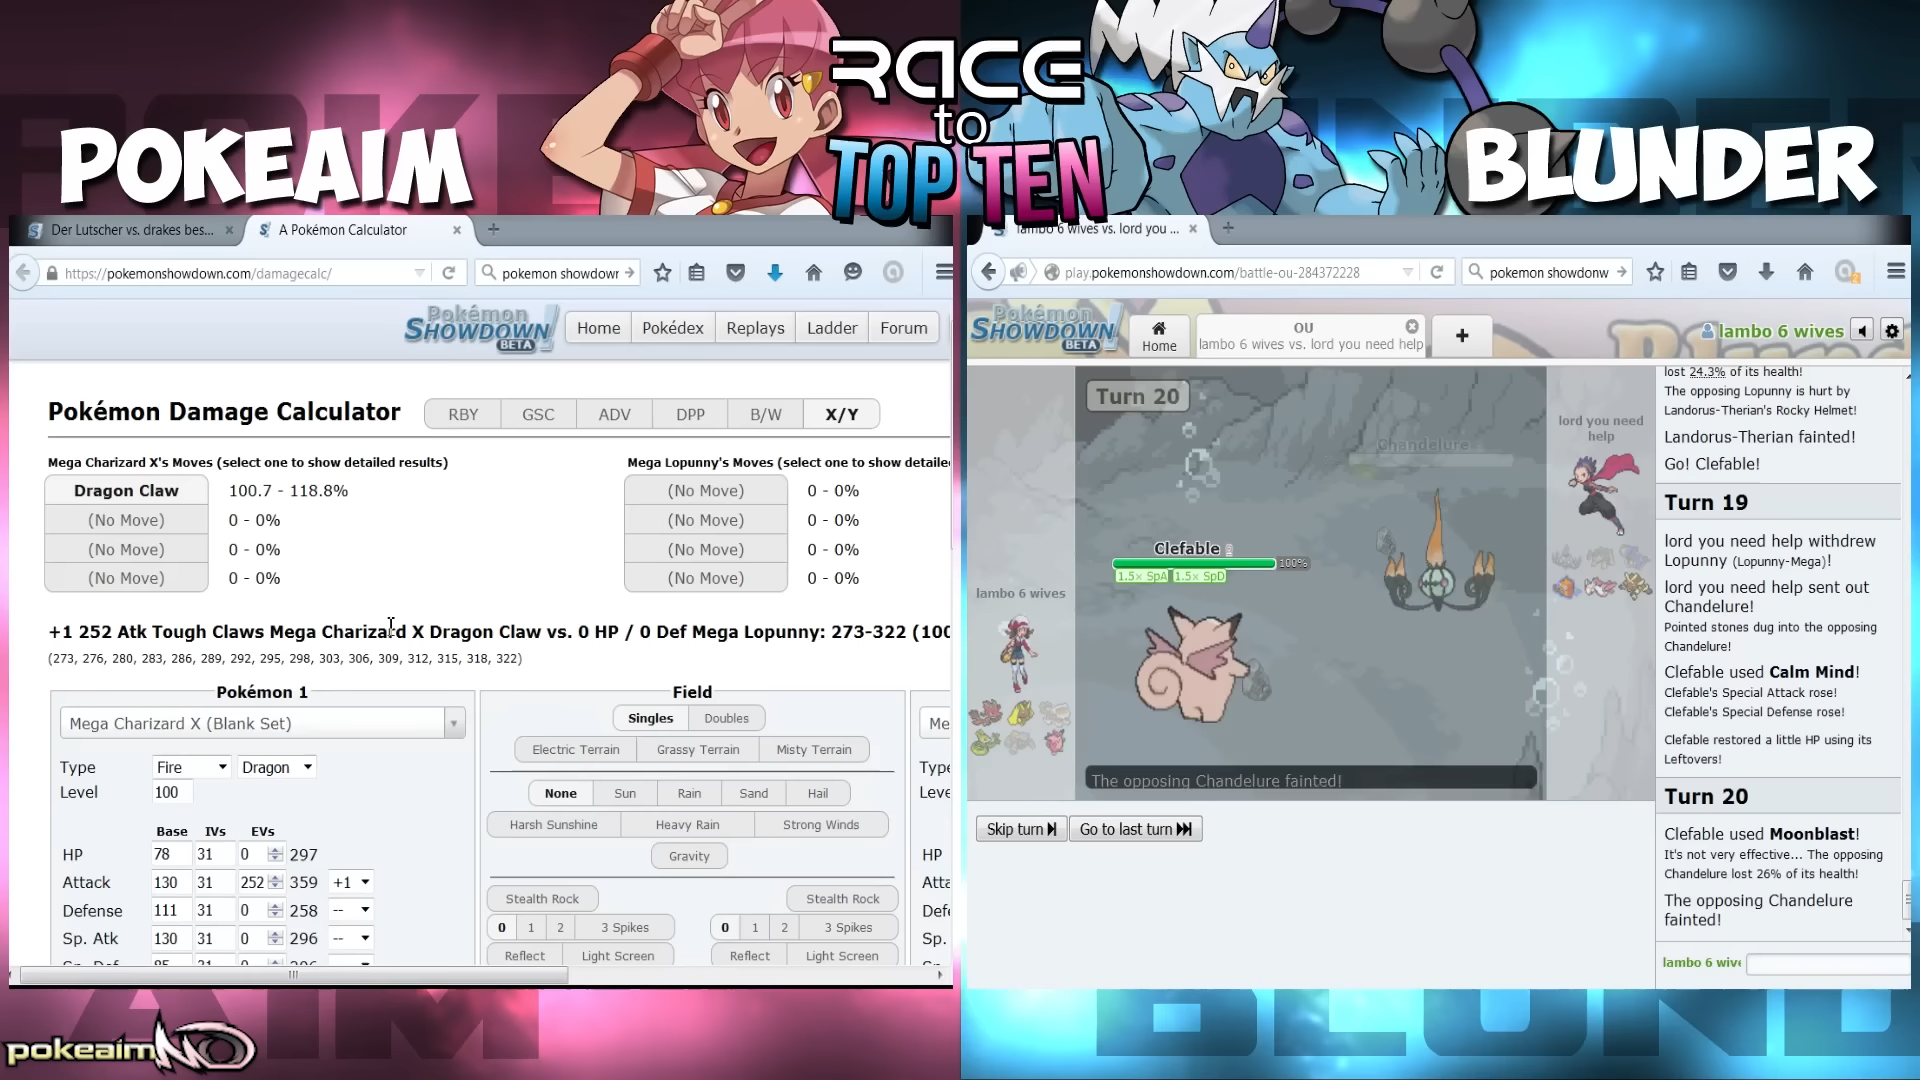 POKEAIM
RACE
to
TOP TEN
BLUNDER
Der Lutscher vs. drakes bes...
A Pokémon Calculator
https://pokemonshowdown.com/damagecalc/
pokemon showdowr
Pokémon
SHOWDOWN!
BETA
Home
Pokédex
Replays
Ladder
Forum
Pokémon Damage Calculator
RBY
GSC
ADV
DPP
B/W
X/Y
Mega Charizard X's Moves (select one to show detailed results)
Dragon Claw 100.7 - 118.8%
(No Move) 0 - 0%
(No Move) 0 - 0%
(No Move) 0 - 0%
Mega Lopunny's Moves (select one to show detaile
(No Move) 0 - 0%
(No Move) 0 - 0%
(No Move) 0 - 0%
(No Move) 0 - 0%
+1 252 Atk Tough Claws Mega Charizard X Dragon Claw vs. 0 HP / 0 Def Mega Lopunny: 273-322 (100
(273, 276, 280, 283, 286, 289, 292, 295, 298, 303, 306, 309, 312, 315, 318, 322)
Pokémon 1
Mega Charizard X (Blank Set)
Type Fire Dragon
Level 100
Base IVs EVs
HP 78 31 0 297
Attack 130 31 252 359 +1
Defense 111 31 0 258 --
Sp. Atk 130 31 0 296 --
Field
Singles Doubles
Electric Terrain Grassy Terrain Misty Terrain
None Sun Rain Sand Hail
Harsh Sunshine Heavy Rain Strong Winds
Gravity
Stealth Rock Stealth Rock
0 1 2 3 Spikes 0 1 2 3 Spikes
Reflect Light Screen Reflect Light Screen
Me
Type
Leve
HP
Atta
Defe
Sp.
lambo 6 wives vs. lord you ...
play.pokemonshowdown.com/battle-ou-284372228
pokemon showdonw
2
Pokémon
SHOWDOWN!
BETA
Home
OU
lambo 6 wives vs. lord you need help
+
lambo 6 wives
Turn 20
Chandelure
Clefable
100%
1.5× SpA 1.5× SpD
lambo 6 wives
lord you need
help
The opposing Chandelure fainted!
Skip turn
Go to last turn
lost 24.3% of its health!
The opposing Lopunny is hurt by
Landorus-Therian's Rocky Helmet!
Landorus-Therian fainted!
Go! Clefable!
Turn 19
lord you need help withdrew
Lopunny (Lopunny-Mega)!
lord you need help sent out
Chandelure!
Pointed stones dug into the opposing
Chandelure!
Clefable used Calm Mind!
Clefable's Special Attack rose!
Clefable's Special Defense rose!
Clefable restored a little HP using its
Leftovers!
Turn 20
Clefable used Moonblast!
It's not very effective... The opposing
Chandelure lost 26% of its health!
The opposing Chandelure
fainted!
lambo 6 wive
pokeaimMD